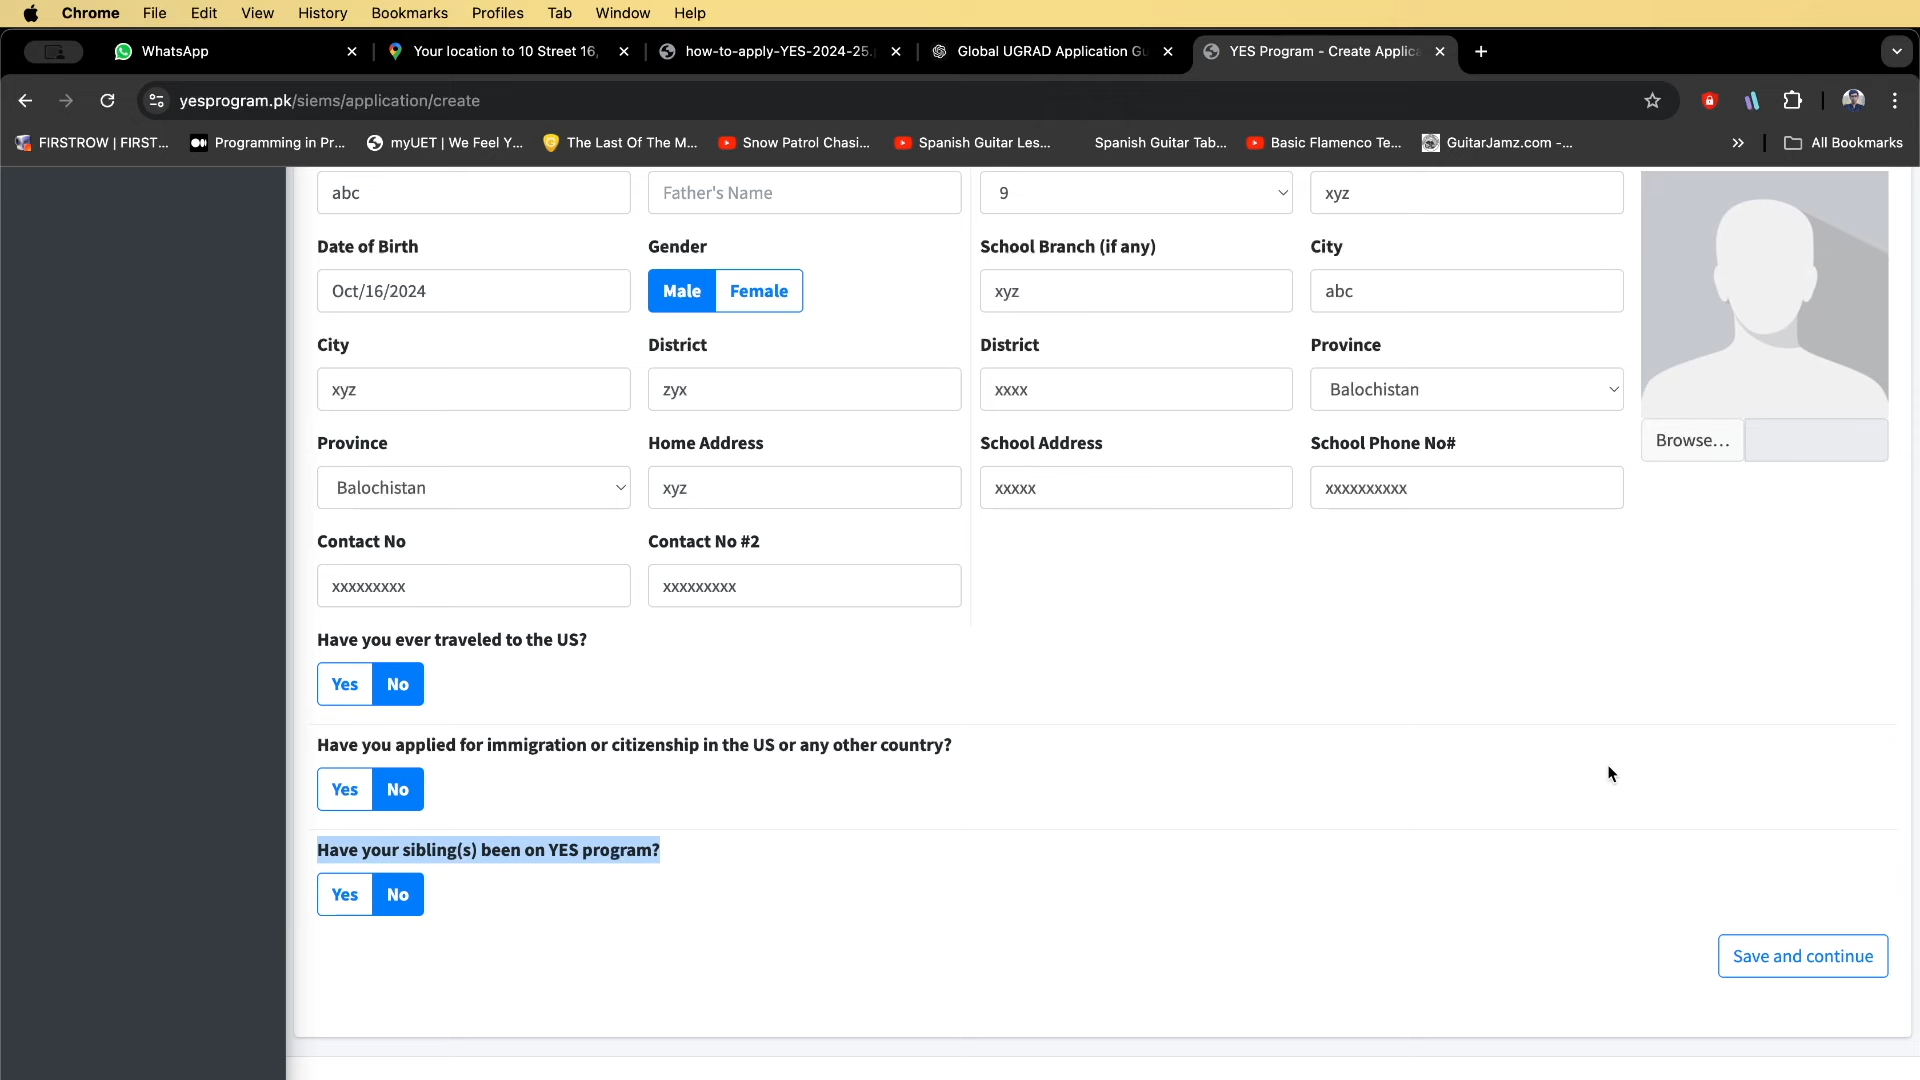 Chrome File Edit View History Bookmarks Profiles Tab Window Help
WhatsApp Your location to 10 Street 16, how-to-apply-YES-2024-25. Global UGRAD Application Gu YES Program - Create Applica
yesprogram.pk/siems/application/create
FIRSTROW | FIRST... Programming in Pr... myUET | We Feel Y... The Last Of The M... Snow Patrol Chasi... Spanish Guitar Les... Spanish Guitar Tab... Basic Flamenco Te... GuitarJamz.com -... » All Bookmarks
abc Father's Name 9 xyz
Date of Birth Gender School Branch (if any) City
Oct/16/2024 Male Female xyz abc
City District District Province
xyz zyx xxxx Balochistan
Province Home Address School Address School Phone No#
Browse...
Balochistan xyz xxxxx xxxxxxxxxx
Contact No Contact No #2
xxxxxxxxx xxxxxxxxx
Have you ever traveled to the US?
Yes No
Have you applied for immigration or citizenship in the US or any other country?
Yes No
Have your sibling(s) been on YES program?
Yes No
Save and continue